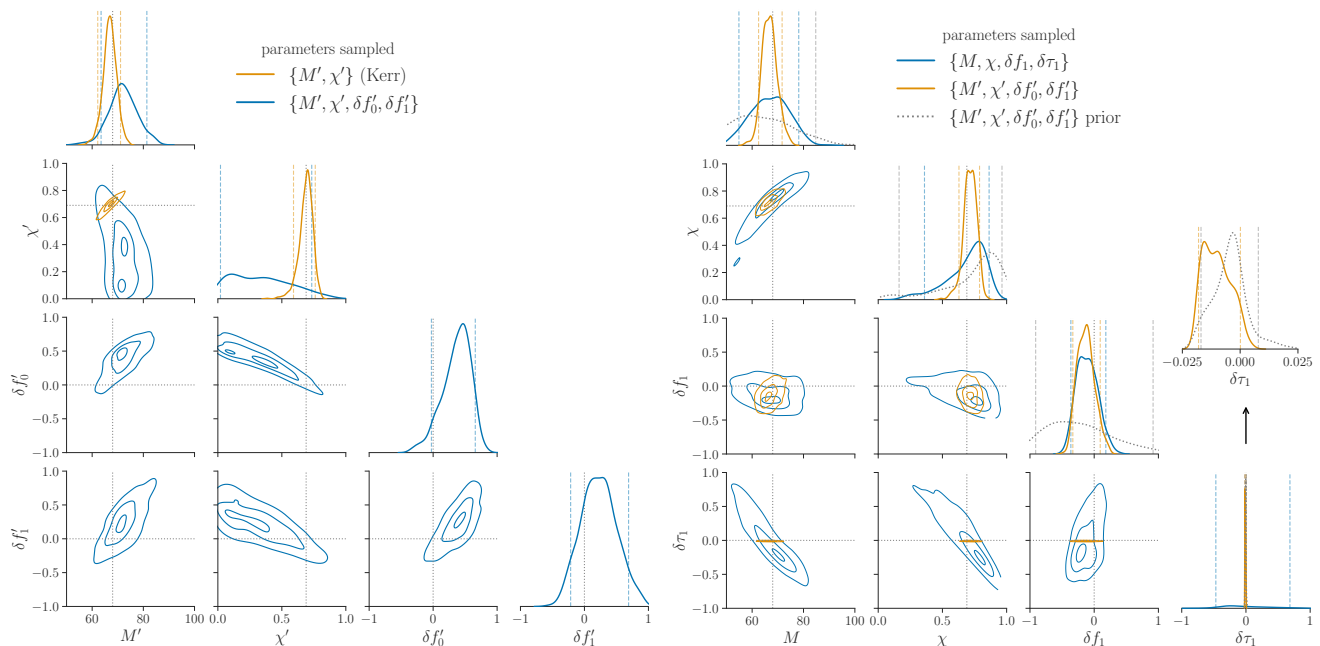 parameters sampled
{M′, χ′} (Kerr)
{M′, χ′, δf′₀, δf′₁}
1.0
0.8
0.6
0.4
0.2
0.0
χ′
1.0
0.5
0.0
−0.5
−1.0
δf′₀
1.0
0.5
0.0
−0.5
−1.0
δf′₁
60 80 100
M′
0.0 0.5 1.0
χ′
−1 0 1
δf′₀
−1 0 1
δf′₁
parameters sampled
{M, χ, δf₁, δτ₁}
{M′, χ′, δf′₀, δf′₁}
{M′, χ′, δf′₀, δf′₁} prior
1.0
0.8
0.6
0.4
0.2
0.0
χ
−0.025 0.000 0.025
δτ₁
1.0
0.5
0.0
−0.5
−1.0
δf₁
1.0
0.5
0.0
−0.5
−1.0
δτ₁
60 80 100
M
0.0 0.5 1.0
χ
−1 0 1
δf₁
−1 0 1
δτ₁